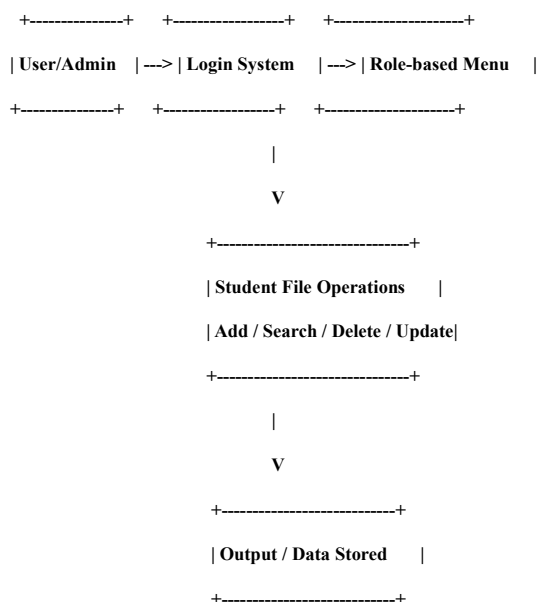 +---------------+ +------------------+ +---------------------+
| User/Admin | ---> | Login System | ---> | Role-based Menu |
+---------------+ +------------------+ +---------------------+
|
V
+-------------------------------+
| Student File Operations |
| Add / Search / Delete / Update|
+-------------------------------+
|
V
+----------------------------+
| Output / Data Stored |
+----------------------------+